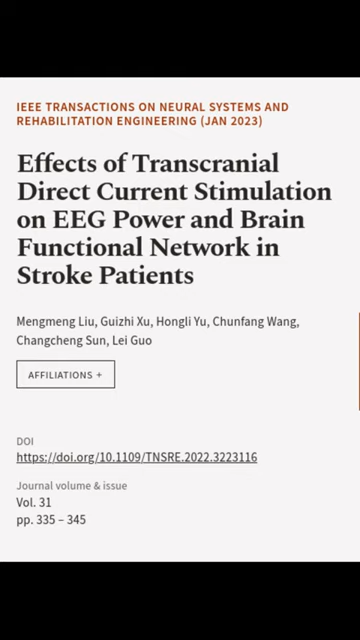 IEEE TRANSACTIONS ON NEURAL SYSTEMS AND
REHABILITATION ENGINEERING (JAN 2023)
Effects of Transcranial
Direct Current Stimulation
on EEG Power and Brain
Functional Network in
Stroke Patients
Mengmeng Liu, Guizhi Xu, Hongli Yu, Chunfang Wang,
Changcheng Sun, Lei Guo
AFFILIATIONS +
DOI
https://doi.org/10.1109/TNSRE.2022.3223116
Journal volume & issue
Vol. 31
pp. 335 – 345